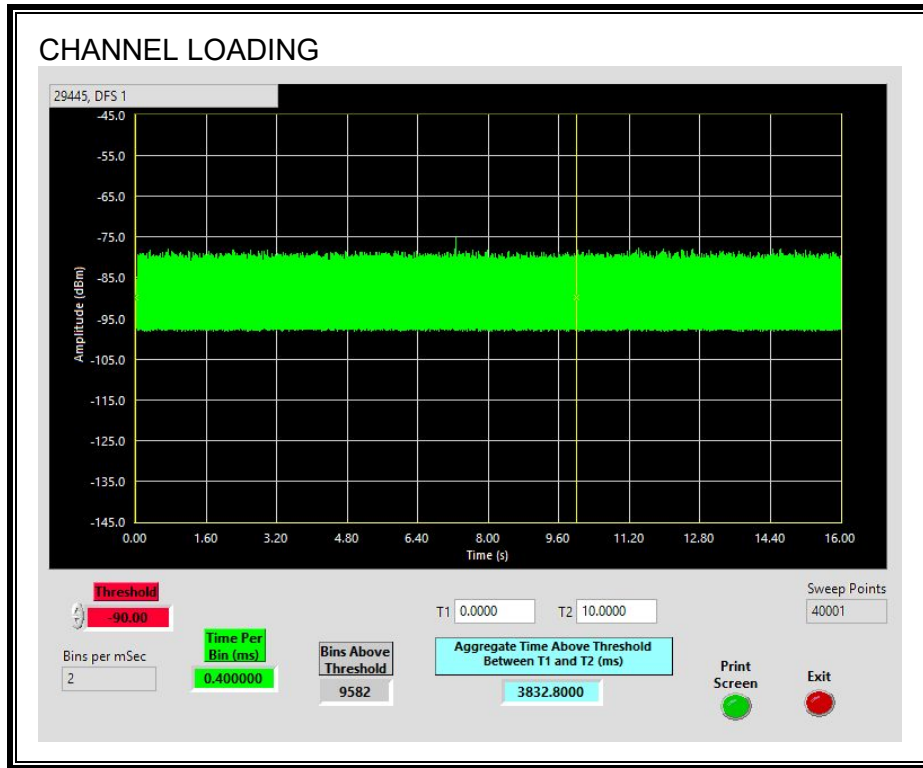 CHANNEL LOADING
29445, DFS 1
-45.0
-55.0
-65.0
-75.0
-85.0
-95.0
-105.0
-115.0
-125.0
-135.0
-145.0
Amplitude (dBm)
0.00 1.60 3.20 4.80 6.40 8.00 9.60 11.20 12.80 14.40 16.00
Time (s)
Threshold
-90.00
Bins per mSec
2
Time Per
Bin (ms)
0.400000
Bins Above
Threshold
9582
T1 0.0000 T2 10.0000
Aggregate Time Above Threshold
Between T1 and T2 (ms)
3832.8000
Sweep Points
40001
Print
Screen
Exit